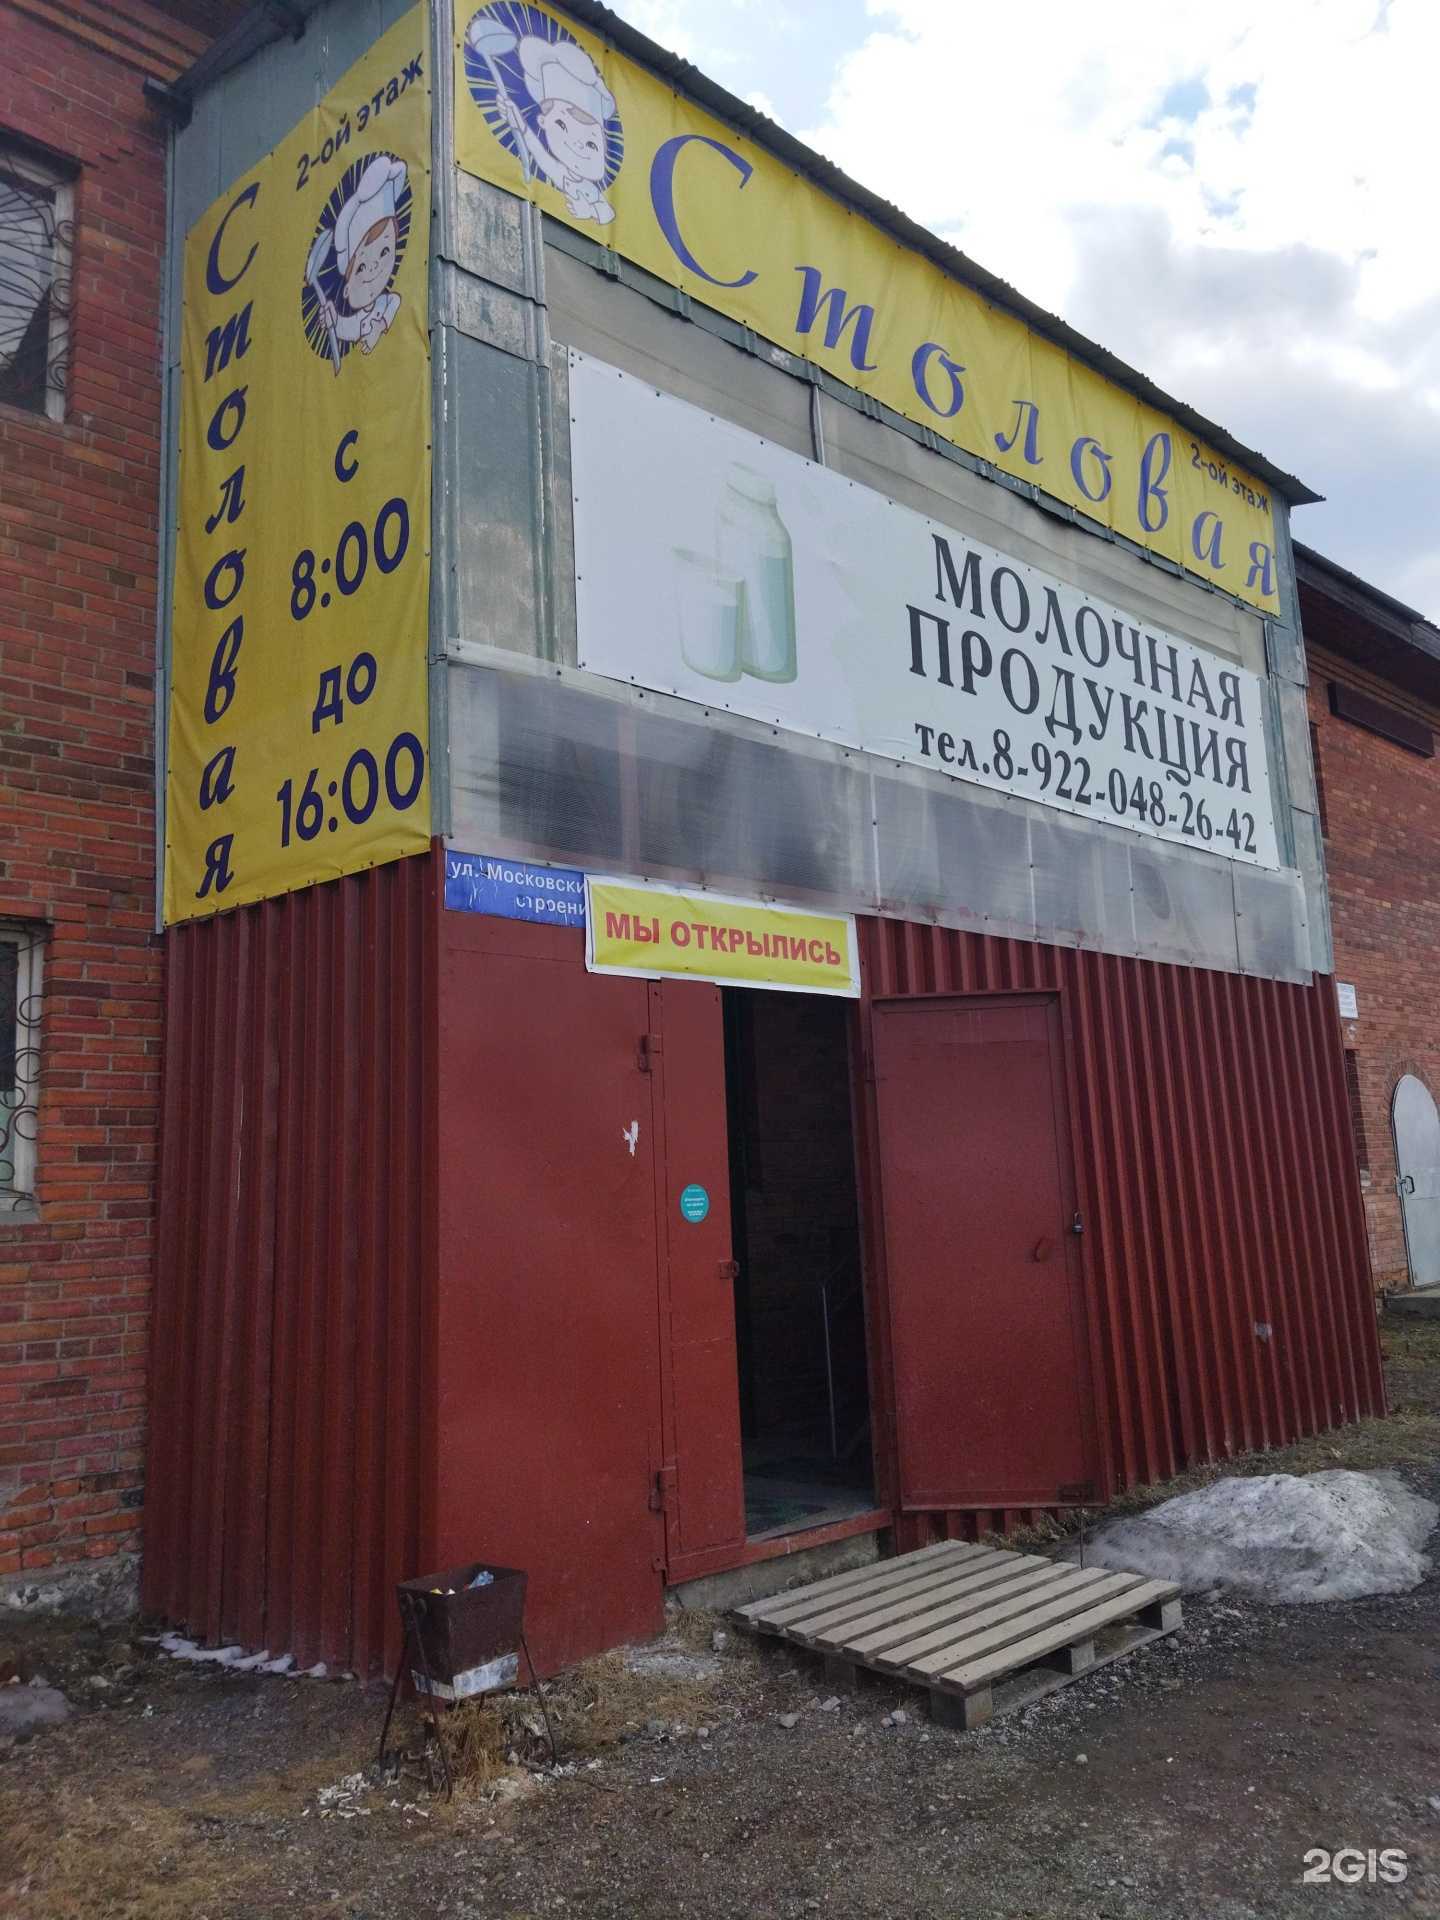 2-ой этаж
Столовая
с
8:00
до
16:00
Столовая
2-ой этаж
МОЛОЧНАЯ
ПРОДУКЦИЯ
тел.8-922-048-26-42
ул. Московски
строени
МЫ ОТКРЫЛИСЬ
2GIS